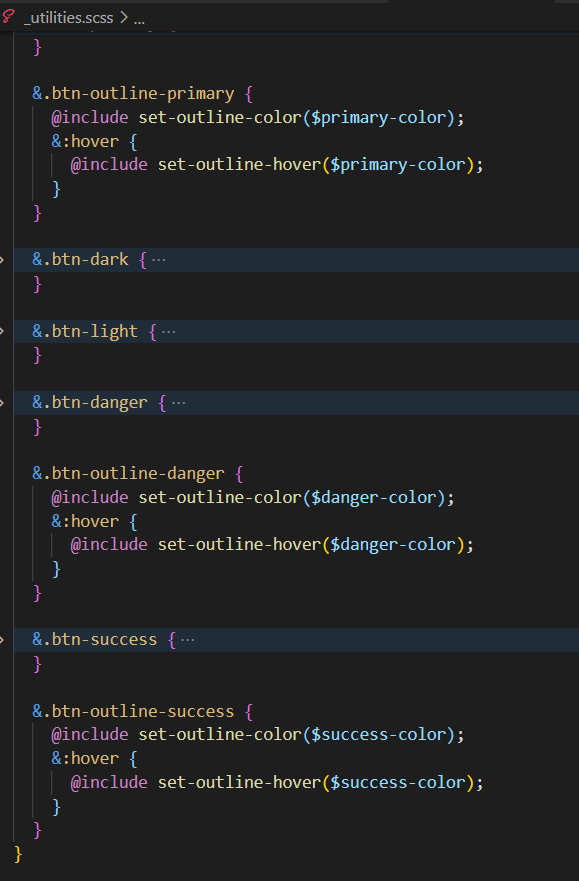 _utilities.scss > ...
}
&.btn-outline-primary {
@include set-outline-color($primary-color);
&:hover {
@include set-outline-hover($primary-color);
}
}
&.btn-dark { ···
}
&.btn-light { ···
}
&.btn-danger { ···
}
&.btn-outline-danger {
@include set-outline-color($danger-color);
&:hover {
@include set-outline-hover($danger-color);
}
}
&.btn-success { ···
}
&.btn-outline-success {
@include set-outline-color($success-color);
&:hover {
@include set-outline-hover($success-color);
}
}
}